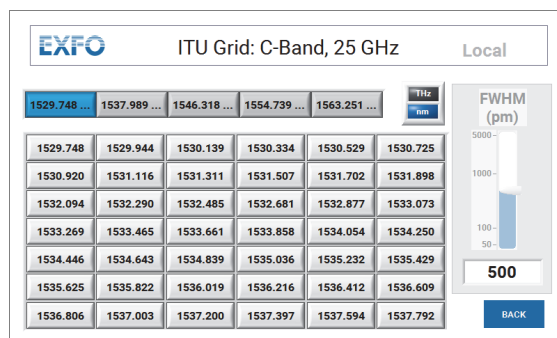 EXFO
ITU Grid: C-Band, 25 GHz
Local
1529.748 ... 1537.989 ... 1546.318 ... 1554.739 ... 1563.251 ...
THz
nm
FWHM
(pm)
5000
1529.748 1529.944 1530.139 1530.334 1530.529 1530.725
1530.920 1531.116 1531.311 1531.507 1531.702 1531.898
1000
1532.094 1532.290 1532.485 1532.681 1532.877 1533.073
1533.269 1533.465 1533.661 1533.858 1534.054 1534.250
100
1534.446 1534.643 1534.839 1535.036 1535.232 1535.429
50
1535.625 1535.822 1536.019 1536.216 1536.412 1536.609
500
1536.806 1537.003 1537.200 1537.397 1537.594 1537.792
BACK